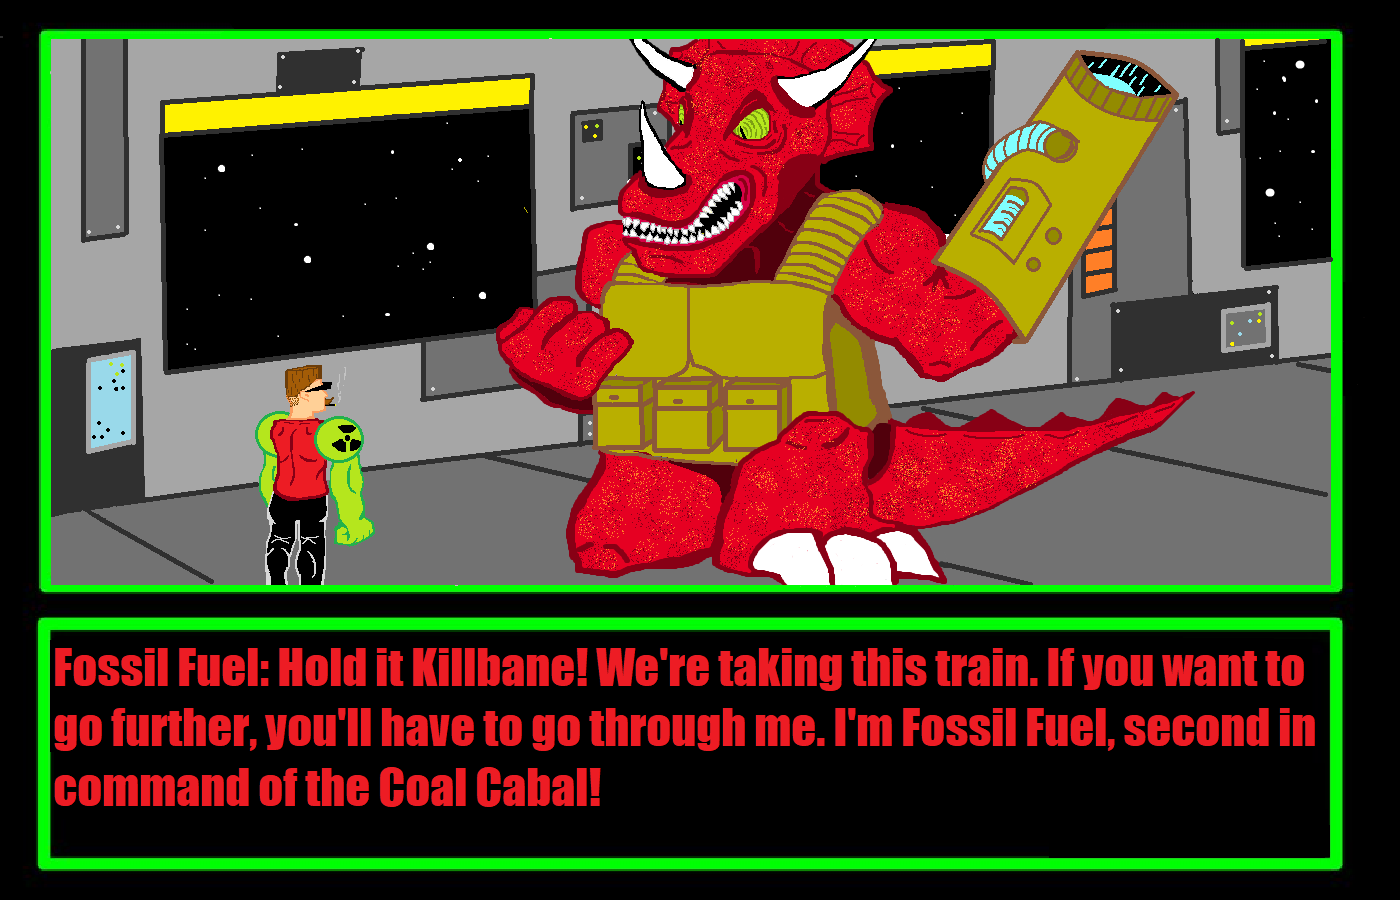 Fossil Fuel: Hold it Killbane! We're taking this train. If you want to
go further, you'll have to go through me. I'm Fossil Fuel, second in
command of the Coal Cabal!